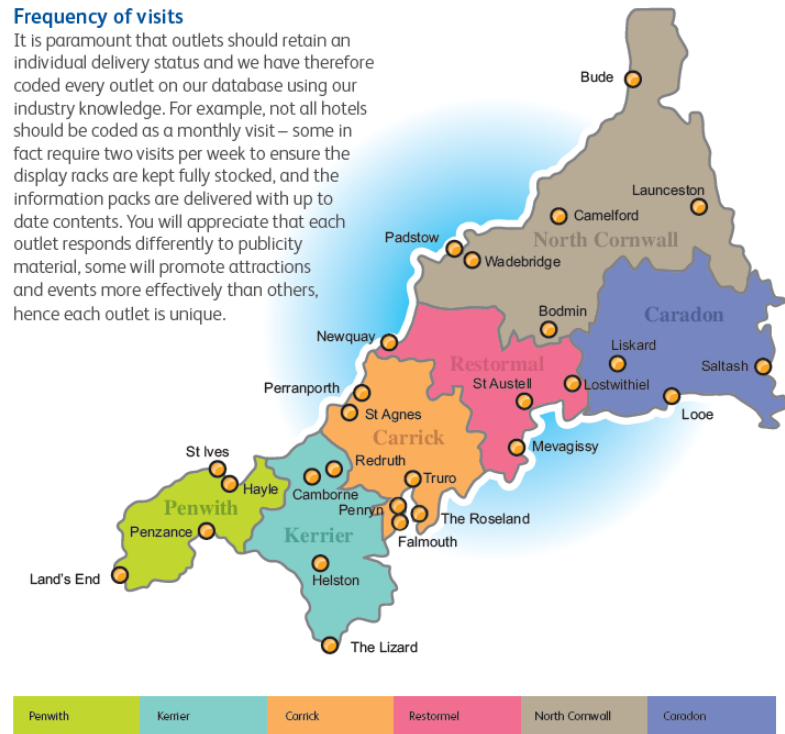 Frequency of visits
It is paramount that outlets should retain an
individual delivery status and we have therefore
coded every outlet on our database using our
industry knowledge. For example, not all hotels
should be coded as a monthly visit – some in
fact require two visits per week to ensure the
display racks are kept fully stocked, and the
information packs are delivered with up to
date contents. You will appreciate that each
outlet responds differently to publicity
material, some will promote attractions
and events more effectively than others,
hence each outlet is unique.
Bude
Launceston
Camelford
Padstow
North Cornwall
Wadebridge
Bodmin
Caradon
Newquay
Liskard
Restormal
Saltash
St Austell
Lostwithiel
Perranporth
St Agnes
Looe
Carrick
Mevagissy
St Ives
Redruth
Truro
Hayle
Camborne
Penwith
Penryn
The Roseland
Penzance
Kerrier
Falmouth
Land's End
Helston
The Lizard
Penwith
Kerrier
Carrick
Restormel
North Cornwall
Caradon